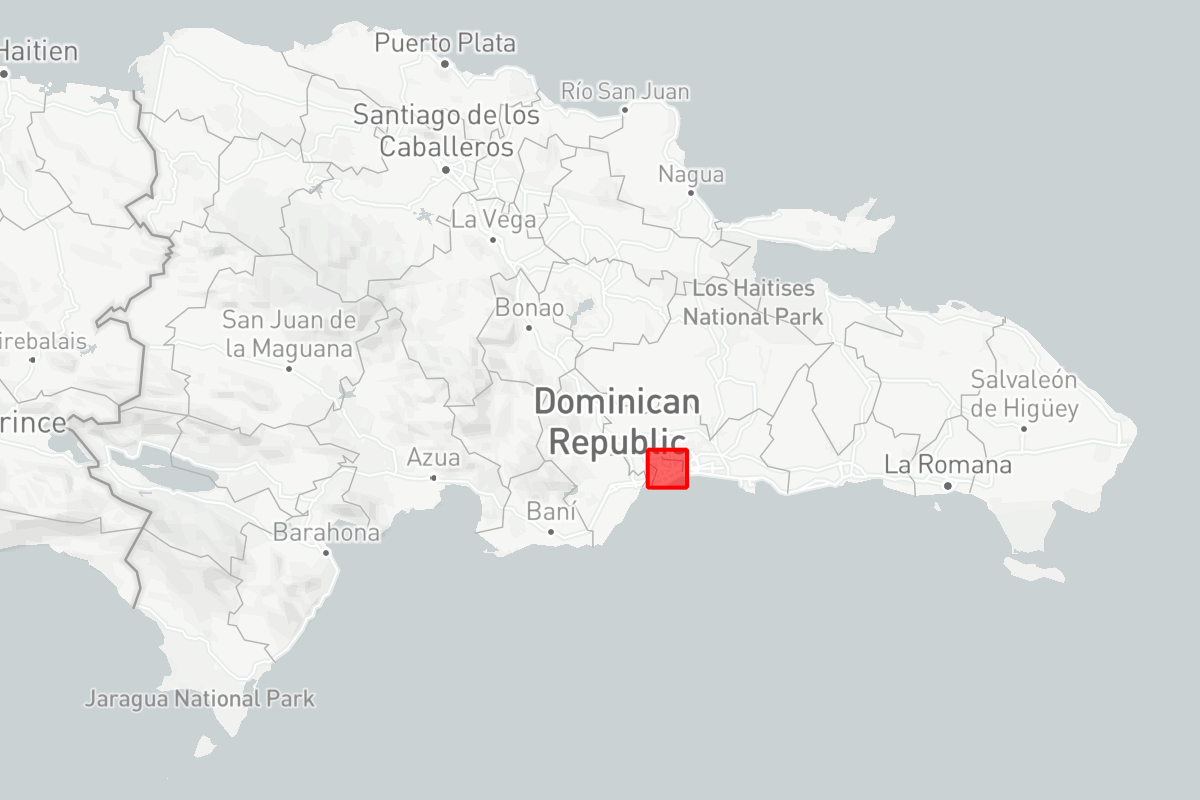 Haitien
Puerto Plata
Río San Juan
Santiago de los
Caballeros
Nagua
La Vega
Los Haitises
National Park
Bonao
San Juan de
la Maguana
irebalais
Salvaleón
de Higüey
Dominican
Republic
rince
Azua
La Romana
Baní
Barahona
Jaragua National Park